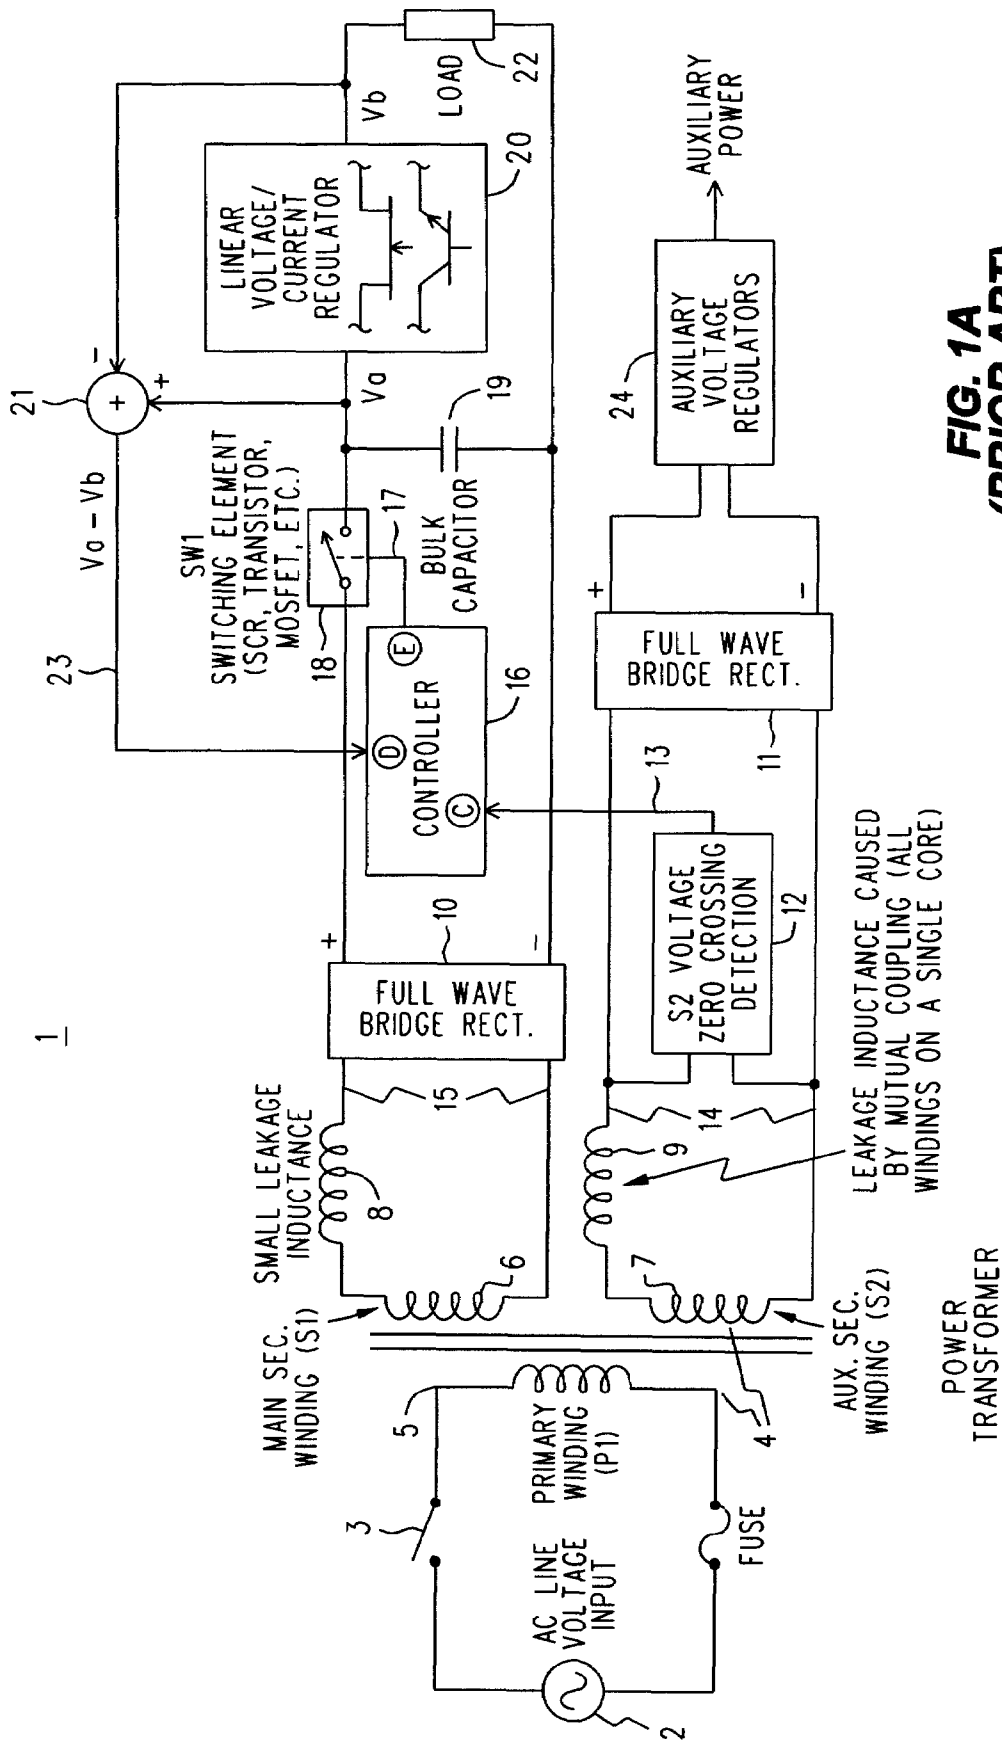 1
Va – Vb
23
21
–
+
SW1
SWITCHING ELEMENT
(SCR, TRANSISTOR,
MOSFET, ETC.)
18
17
E
D
C
CONTROLLER
16
BULK
CAPACITOR
19
Va
LINEAR
VOLTAGE/
CURRENT
REGULATOR
20
Vb
LOAD
22
SMALL LEAKAGE
INDUCTANCE
8
15
+
–
10
FULL WAVE
BRIDGE RECT.
MAIN SEC.
WINDING (S1)
6
5
3
AC LINE
VOLTAGE
INPUT
2
PRIMARY
WINDING
(P1)
4
FUSE
7
AUX. SEC.
WINDING (S2)
9
14
LEAKAGE INDUCTANCE CAUSED
BY MUTUAL COUPLING (ALL
WINDINGS ON A SINGLE CORE)
S2 VOLTAGE
ZERO CROSSING
DETECTION
12
13
FULL WAVE
BRIDGE RECT.
11
+
–
24
AUXILIARY
VOLTAGE
REGULATORS
AUXILIARY
POWER
POWER
TRANSFORMER
FIG. 1A
(PRIOR ART)